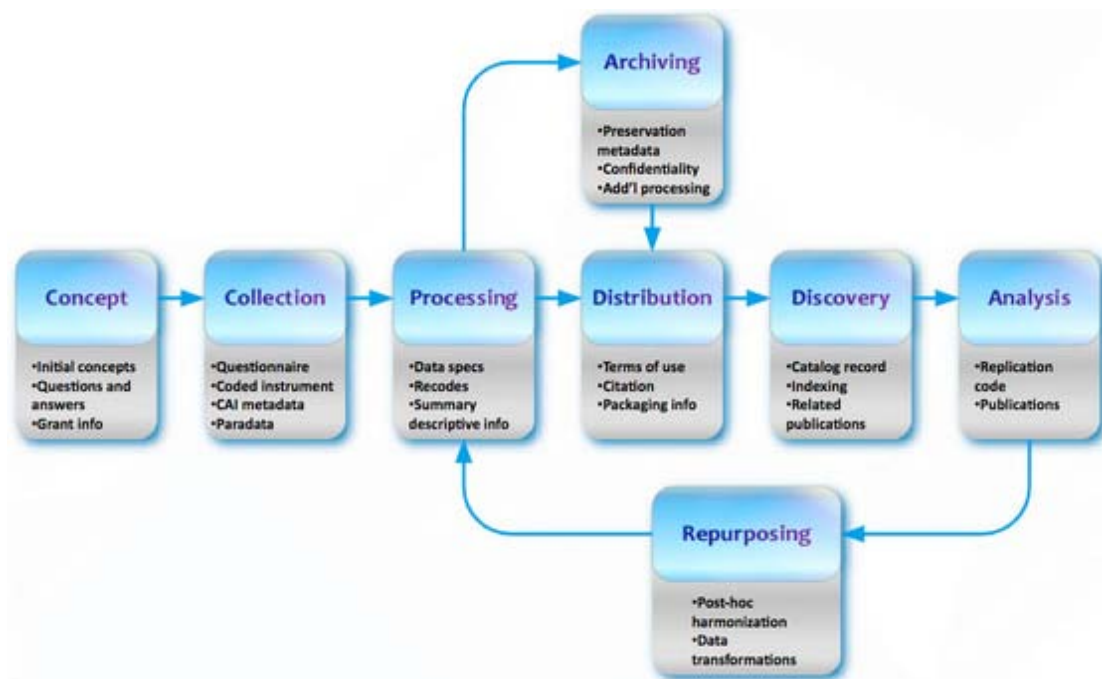 Archiving
•Preservation
metadata
•Confidentiality
•Add'l processing
Concept
•Initial concepts
•Questions and
answers
•Grant info
Collection
•Questionnaire
•Coded instrument
•CAI metadata
•Paradata
Processing
•Data specs
•Recodes
•Summary
descriptive info
Distribution
•Terms of use
•Citation
•Packaging info
Discovery
•Catalog record
•Indexing
•Related
publications
Analysis
•Replication
code
•Publications
Repurposing
•Post-hoc
harmonization
•Data
transformations